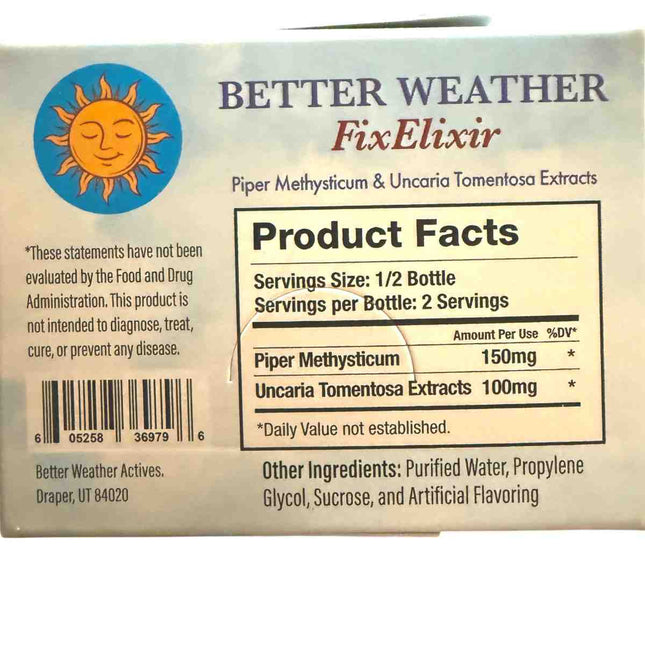 BETTER WEATHER
FixElixir
Piper Methysticum & Uncaria Tomentosa Extracts
*These statements have not been
evaluated by the Food and Drug
Administration. This product is
not intended to diagnose, treat,
cure, or prevent any disease.
6 05258 36979 6
Better Weather Actives.
Draper, UT 84020
Product Facts
Servings Size: 1/2 Bottle
Servings per Bottle: 2 Servings
Amount Per Use %DV*
Piper Methysticum 150mg *
Uncaria Tomentosa Extracts 100mg *
*Daily Value not established.
Other Ingredients: Purified Water, Propylene
Glycol, Sucrose, and Artificial Flavoring